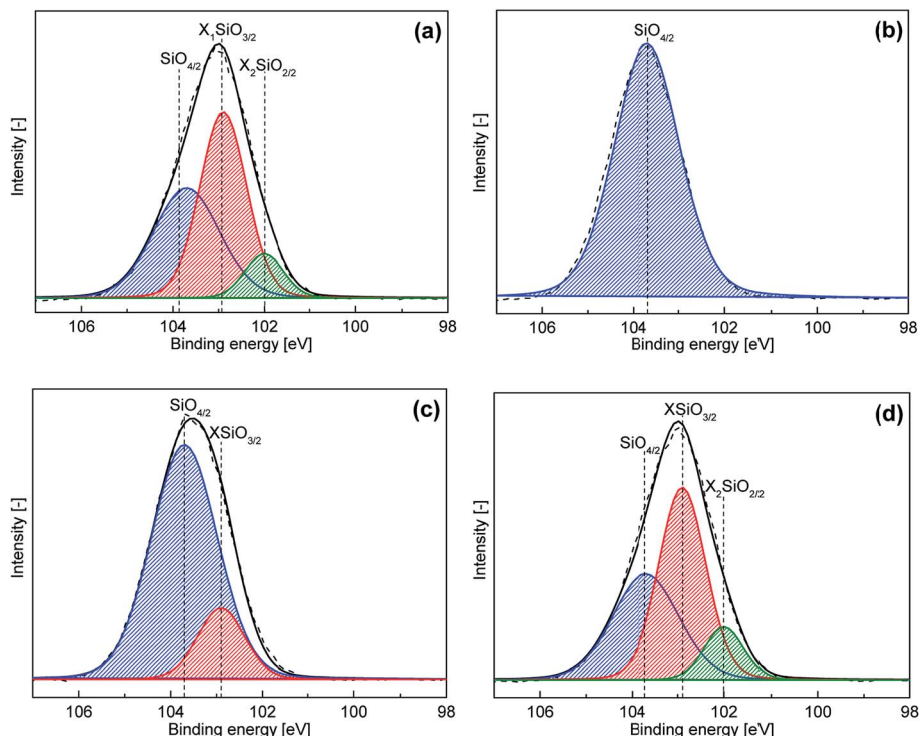 (a)
X₁SiO₃/₂
SiO₄/₂
X₂SiO₂/₂
Intensity [-]
106 104 102 100 98
Binding energy [eV]
(b)
SiO₄/₂
Intensity [-]
106 104 102 100 98
Binding energy [eV]
(c)
SiO₄/₂
XSiO₃/₂
Intensity [-]
106 104 102 100 98
Binding energy [eV]
(d)
XSiO₃/₂
SiO₄/₂
X₂SiO₂/₂
Intensity [-]
106 104 102 100 98
Binding energy [eV]